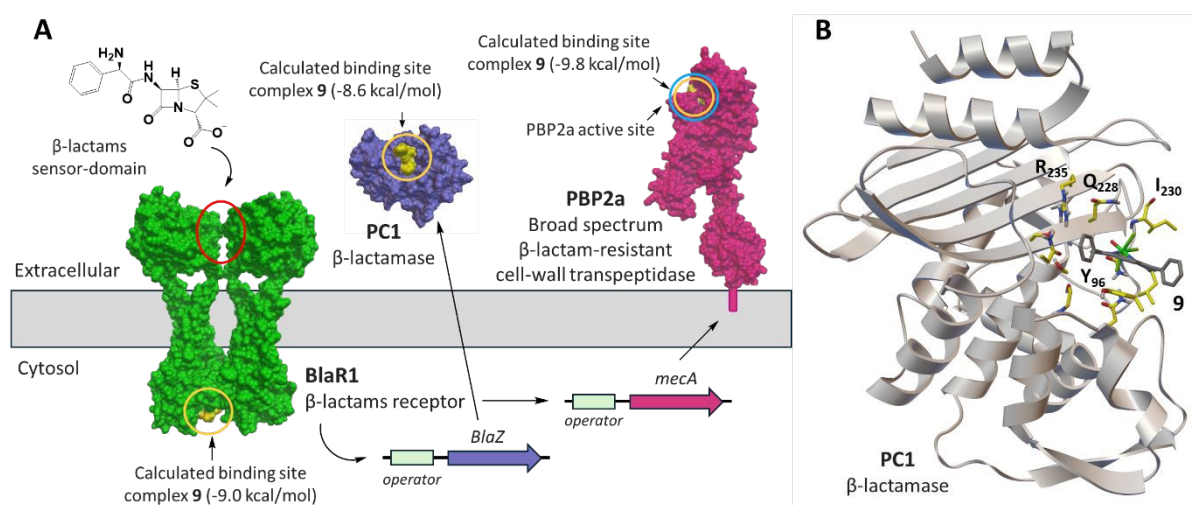 A
H₂N
H
N
H
S
O
N
O
O
O⁻
β-lactams
sensor-domain
Calculated binding site
complex 9 (-8.6 kcal/mol)
PC1
β-lactamase
Calculated binding site
complex 9 (-9.8 kcal/mol)
PBP2a active site
PBP2a
Broad spectrum
β-lactam-resistant
cell-wall transpeptidase
Extracellular
Cytosol
BlaR1
β-lactams receptor
Calculated binding site
complex 9 (-9.0 kcal/mol)
operator
BlaZ
operator
mecA
B
R₂₃₅
Q₂₂₈
I₂₃₀
Y₉₆
9
PC1
β-lactamase